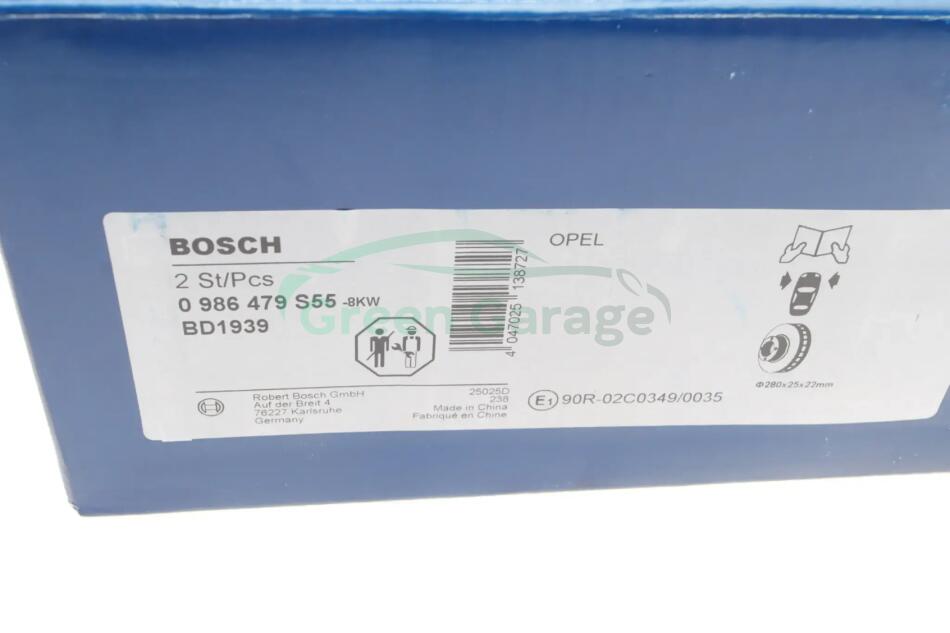 BOSCH
2 St/Pcs
0 986 479 S55 -8KW
BD1939
4 047025 138727
OPEL
Green Garage
Φ280x25x22mm
Robert Bosch GmbH
Auf der Breit 4
76227 Karlsruhe
Germany
25025D
238
Made in China
Fabriqué en Chine
E1 90R-02C0349/0035